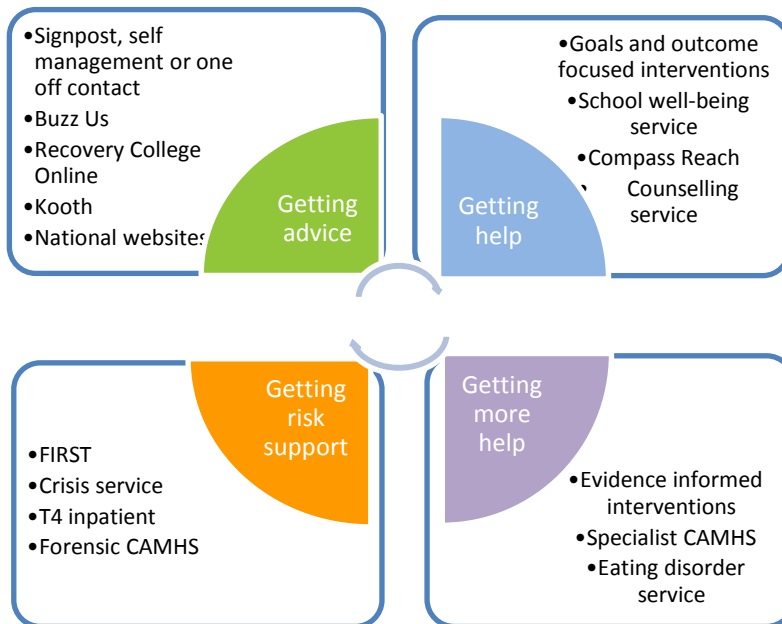 •Signpost, self
management or one
off contact
•Buzz Us
•Recovery College
Online
•Kooth
•National websites
Getting
advice
•Goals and outcome
focused interventions
•School well-being
service
•Compass Reach
• Counselling
service
Getting
help
Getting
risk
support
•FIRST
•Crisis service
•T4 inpatient
•Forensic CAMHS
Getting
more
help
•Evidence informed
interventions
•Specialist CAMHS
•Eating disorder
service